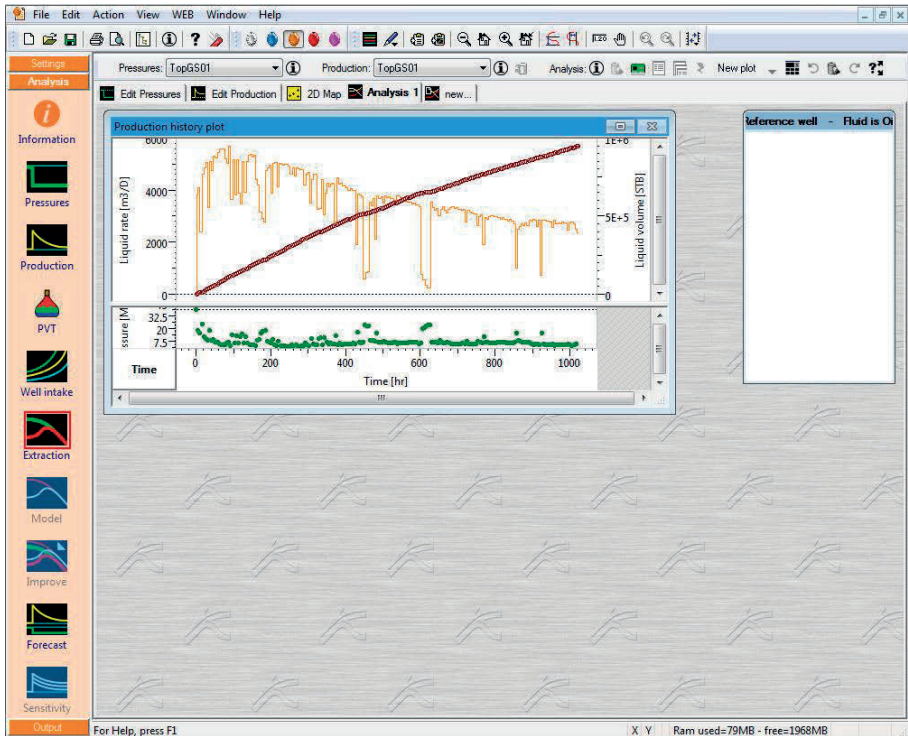 File Edit Action View WEB Window Help
Settings
Pressures: TopGS01 Production: TopGS01 Analysis: New plot
Analysis
Edit Pressures Edit Production 2D Map Analysis 1 new...
Information
Pressures
Production
PVT
Well intake
Extraction
Model
Improve
Forecast
Sensitivity
Output
Production history plot
6000
4000
2000
0
Liquid rate [m3/D]
1E+6
5E+5
0
Liquid volume [STB]
ssure [M
32.5
20
7.5
0 200 400 600 800 1000
Time
Time [hr]
Reference well - Fluid is Oi
For Help, press F1 X Y Ram used=79MB - free=1968MB